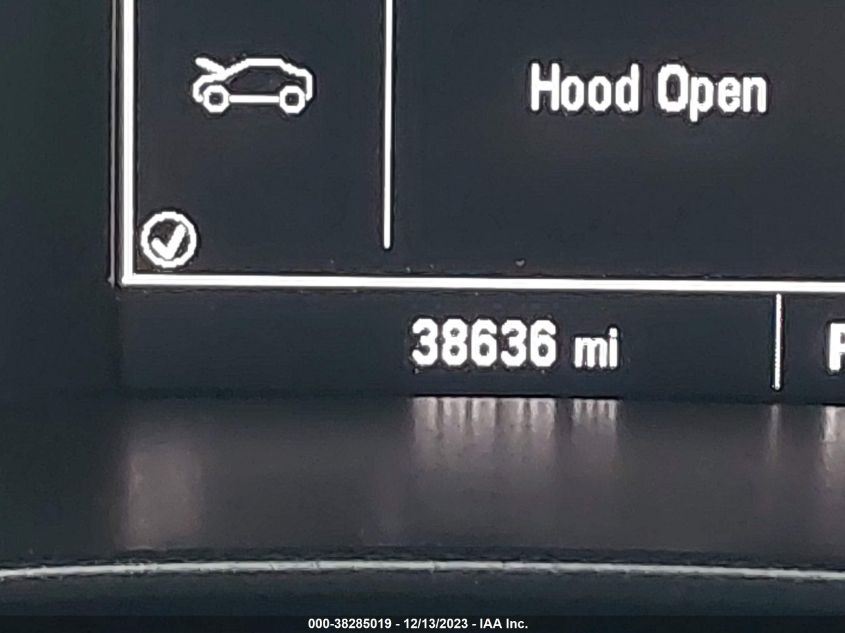 Hood Open
38636 mi
P
000-38285019 - 12/13/2023 - IAA Inc.